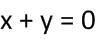 x + y = 0